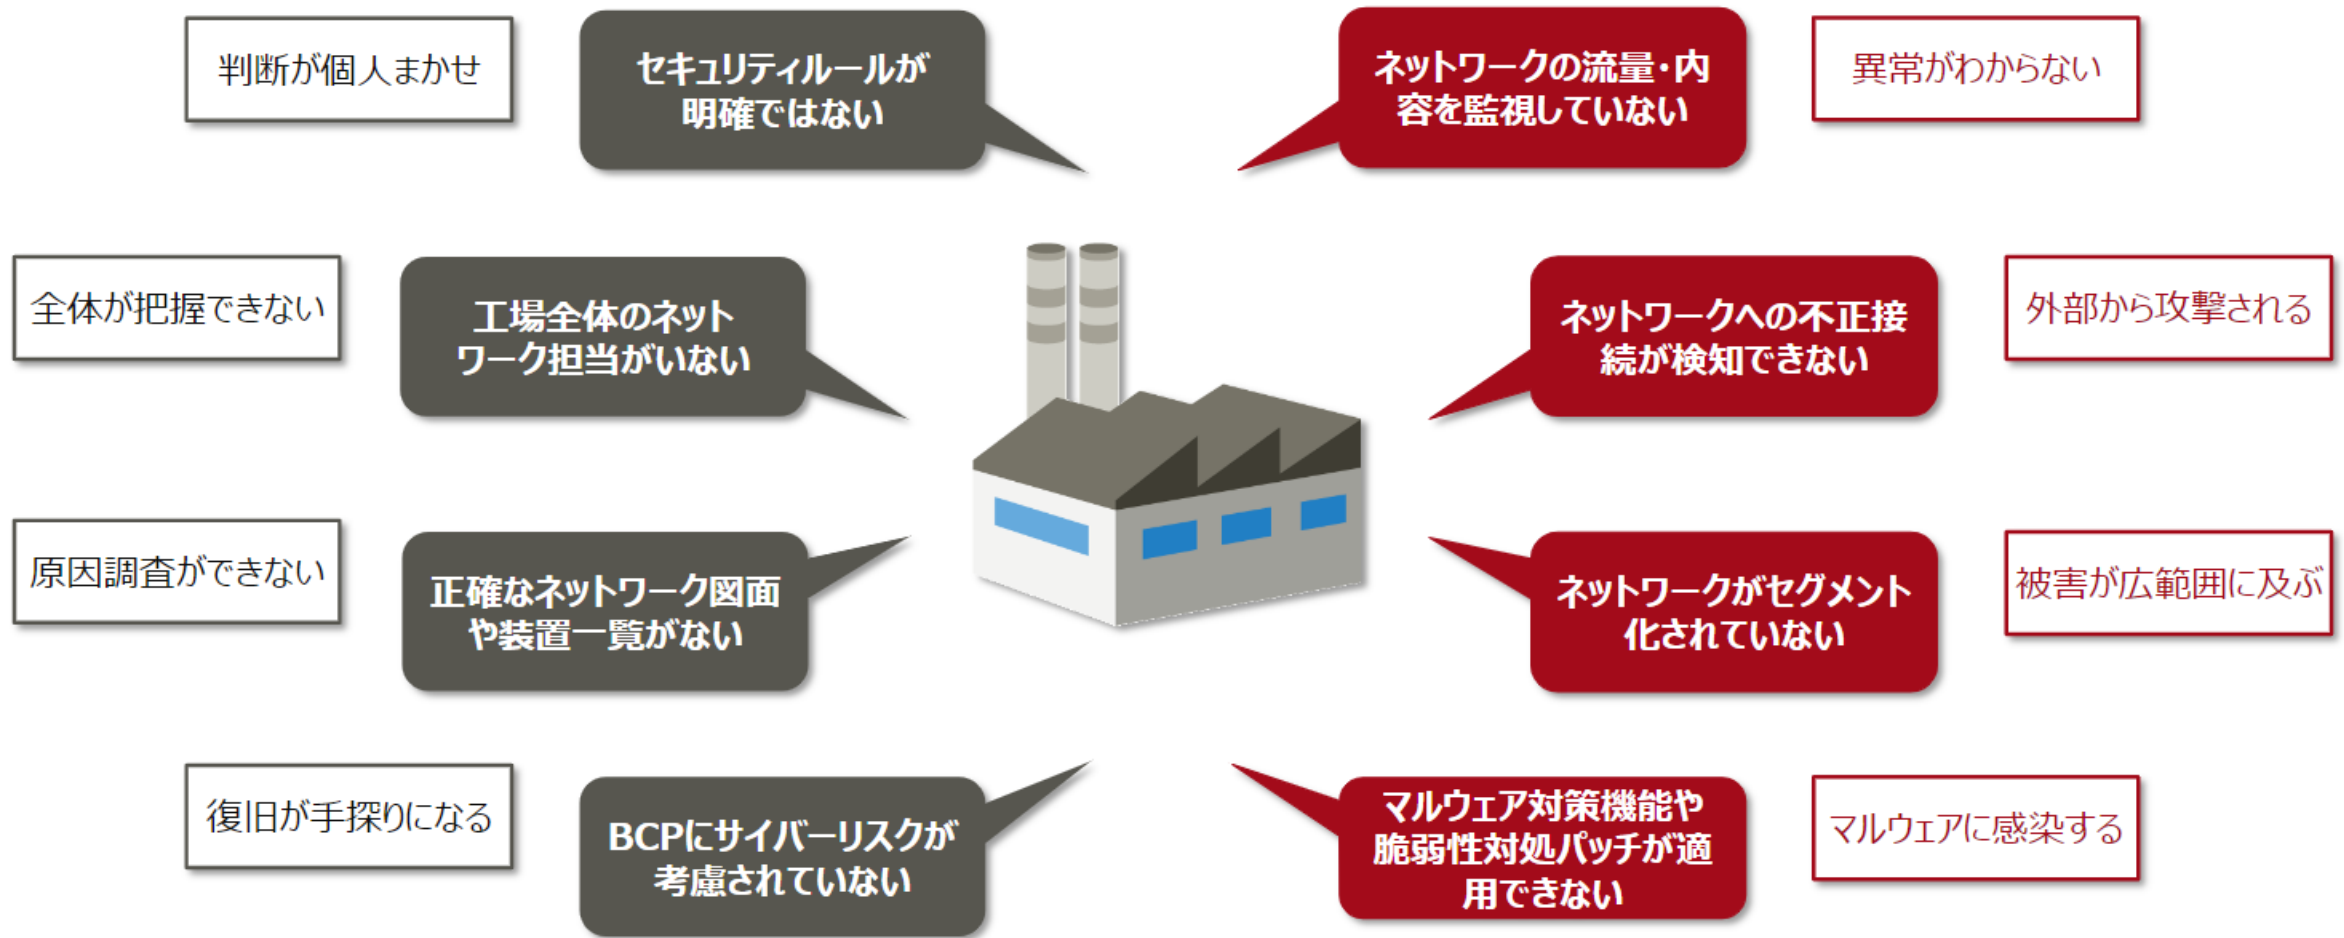 判断が個人まかせ
セキュリティルールが
明確ではない
ネットワークの流量・内
容を監視していない
異常がわからない
全体が把握できない
工場全体のネット
ワーク担当がいない
ネットワークへの不正接
続が検知できない
外部から攻撃される
原因調査ができない
正確なネットワーク図面
や装置一覧がない
ネットワークがセグメント
化されていない
被害が広範囲に及ぶ
復旧が手探りになる
BCPにサイバーリスクが
考慮されていない
マルウェア対策機能や
脆弱性対処パッチが適
用できない
マルウェアに感染する